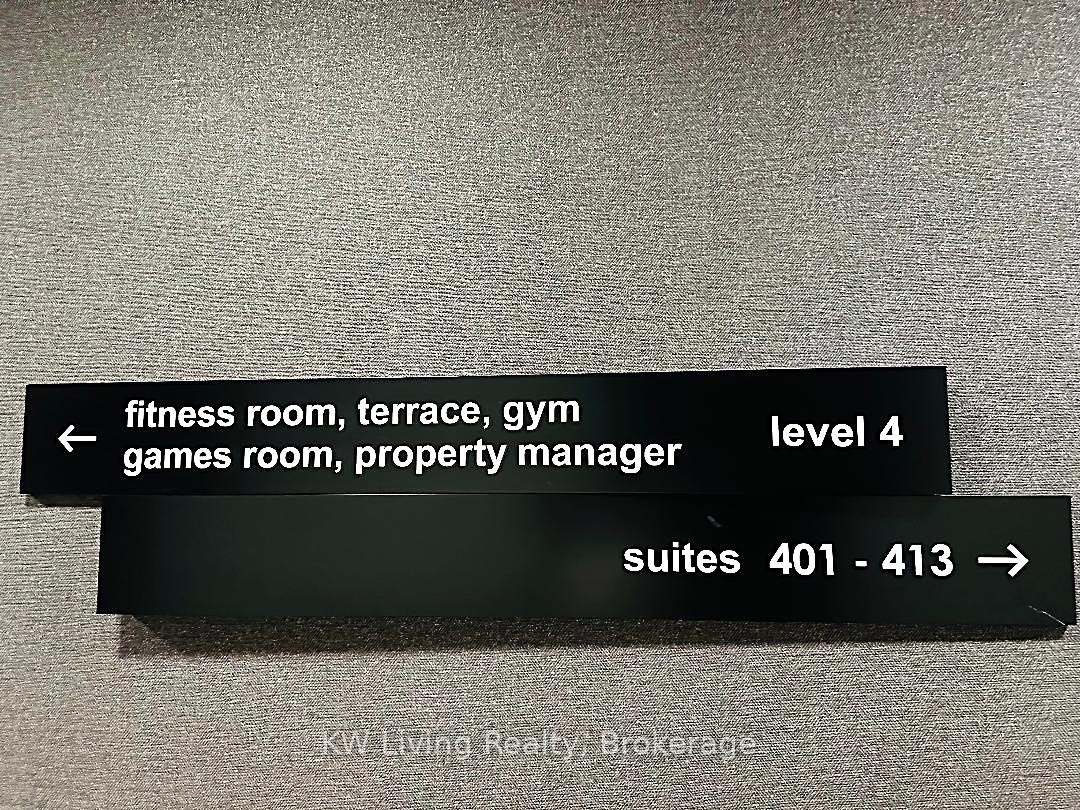 ← fitness room, terrace, gym
games room, property manager
level 4
suites 401 - 413 →
KW Living Realty, Brokerage